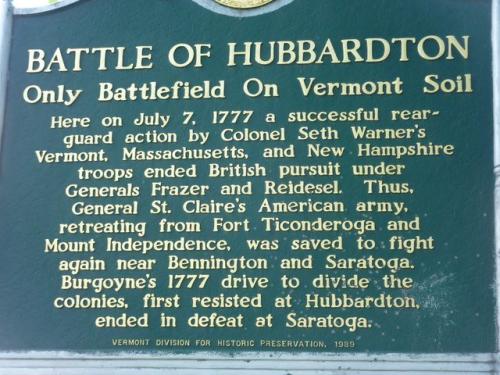 BATTLE OF HUBBARDTON
Only Battlefield On Vermont Soil
Here on July 7, 1777 a successful rear-
guard action by Colonel Seth Warner's
Vermont, Massachusetts, and New Hampshire
troops ended British pursuit under
Generals Frazer and Reidesel. Thus,
General St. Claire's American army,
retreating from Fort Ticonderoga and
Mount Independence, was saved to fight
again near Bennington and Saratoga.
Burgoyne's 1777 drive to divide the
colonies, first resisted at Hubbardton,
ended in defeat at Saratoga.
VERMONT DIVISION FOR HISTORIC PRESERVATION, 1989